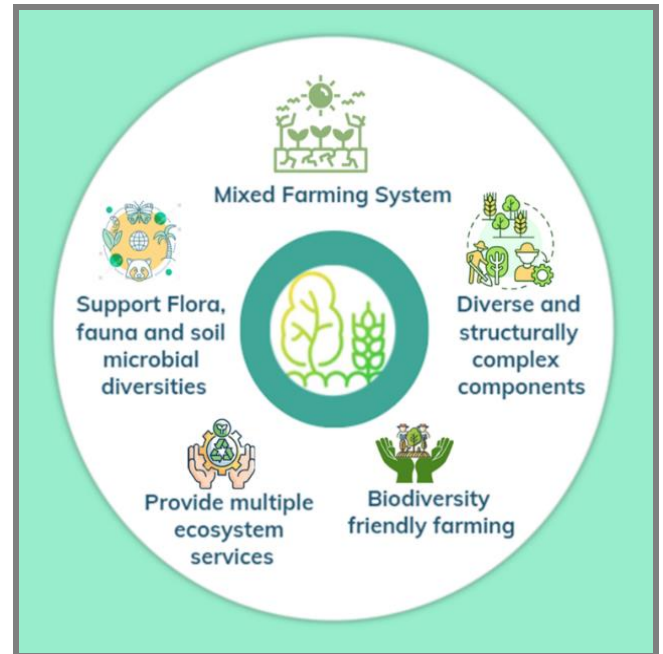 Mixed Farming System
Diverse and
structurally
complex
components
Biodiversity
friendly farming
Provide multiple
ecosystem
services
Support Flora,
fauna and soil
microbial
diversities